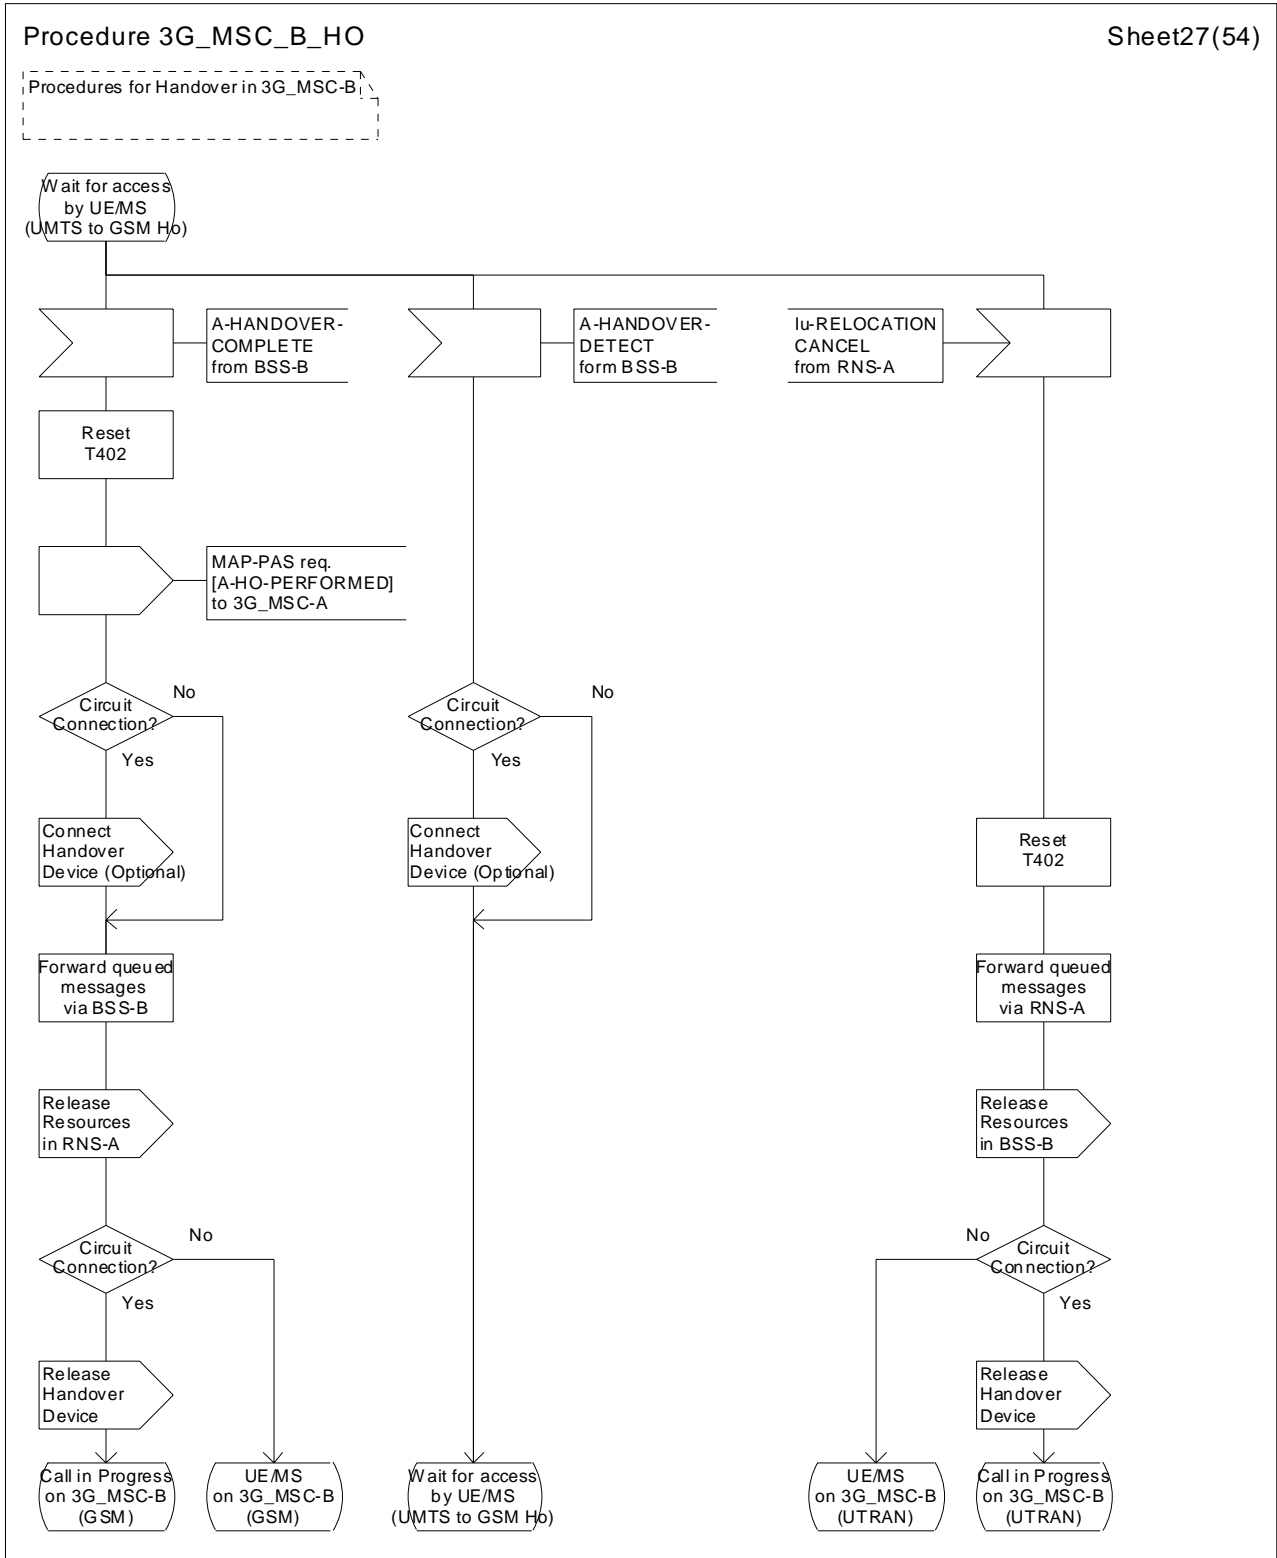 Procedure 3G_MSC_B_HO
Sheet27(54)
Procedures for Handover in 3G_MSC-B
Wait for access
by UE/MS
(UMTS to GSM Ho)
A-HANDOVER-
COMPLETE
from BSS-B
A-HANDOVER-
DETECT
form BSS-B
Iu-RELOCATION
CANCEL
from RNS-A
Reset
T402
MAP-PAS req.
[A-HO-PERFORMED]
to 3G_MSC-A
Circuit
Connection?
No
Yes
Circuit
Connection?
No
Yes
Connect
Handover
Device (Optional)
Connect
Handover
Device (Optional)
Reset
T402
Forward queued
messages
via BSS-B
Forward queued
messages
via RNS-A
Release
Resources
in RNS-A
Release
Resources
in BSS-B
Circuit
Connection?
No
Yes
No
Circuit
Connection?
Yes
Release
Handover
Device
Release
Handover
Device
Call in Progress
on 3G_MSC-B
(GSM)
UE/MS
on 3G_MSC-B
(GSM)
Wait for access
by UE/MS
(UMTS to GSM Ho)
UE/MS
on 3G_MSC-B
(UTRAN)
Call in Progress
on 3G_MSC-B
(UTRAN)